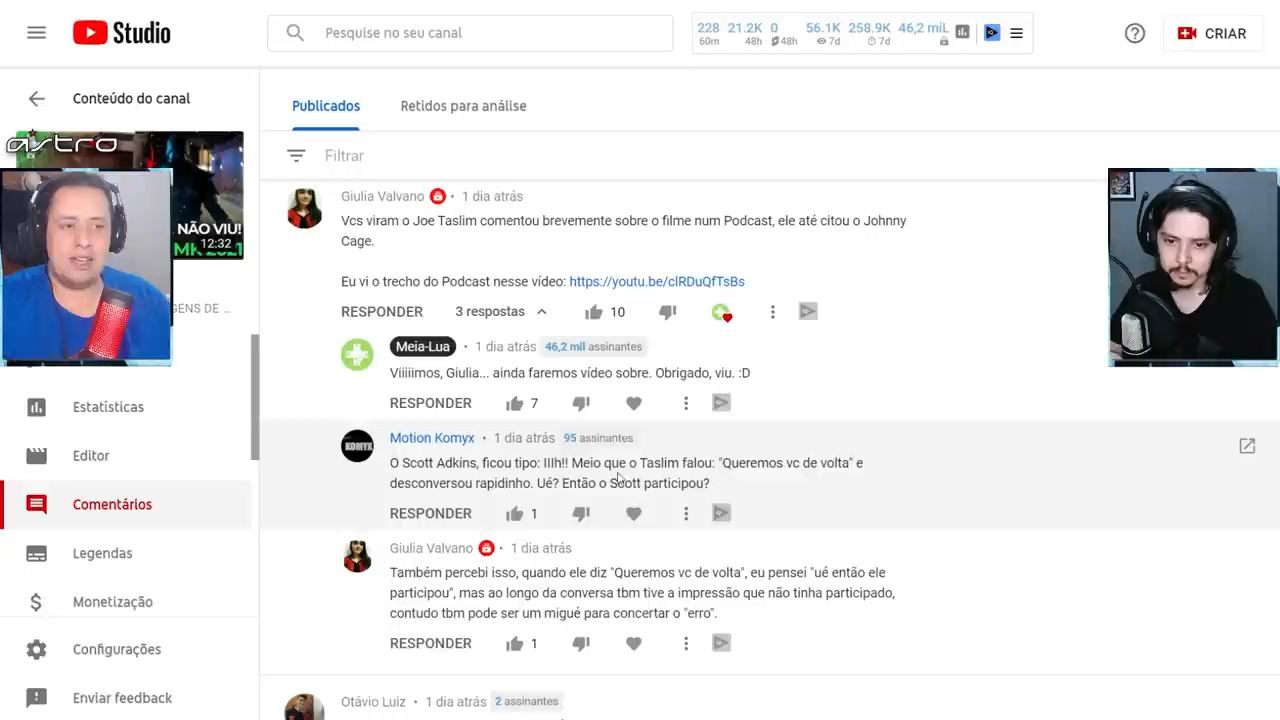 Studio
Pesquise no seu canal
228 21.2K 0 56.1K 258.9K 46,2 miL
60m 48h 48h 7d 7d
CRIAR
Conteúdo do canal
Publicados
Retidos para análise
astro
Filtrar
NÃO VIU!
12:32
MK 2021
GENS DE ...
Giulia Valvano • 1 dia atrás
Vcs viram o Joe Taslim comentou brevemente sobre o filme num Podcast, ele até citou o Johnny
Cage.
Eu vi o trecho do Podcast nesse vídeo: https://youtu.be/clRDuQfTsBs
RESPONDER 3 respostas 10
Meia-Lua • 1 dia atrás 46,2 mil assinantes
Viiiiimos, Giulia... ainda faremos vídeo sobre. Obrigado, viu. :D
RESPONDER 7
KOMYX
Motion Komyx • 1 dia atrás 95 assinantes
O Scott Adkins, ficou tipo: IIIh!! Meio que o Taslim falou: "Queremos vc de volta" e
desconversou rapidinho. Ué? Então o Scott participou?
RESPONDER 1
Giulia Valvano • 1 dia atrás
Também percebi isso, quando ele diz "Queremos vc de volta", eu pensei "ué então ele
participou", mas ao longo da conversa tbm tive a impressão que não tinha participado,
contudo tbm pode ser um migué para concertar o "erro".
RESPONDER 1
Otávio Luiz • 1 dia atrás 2 assinantes
Estatísticas
Editor
Comentários
Legendas
Monetização
Configurações
Enviar feedback